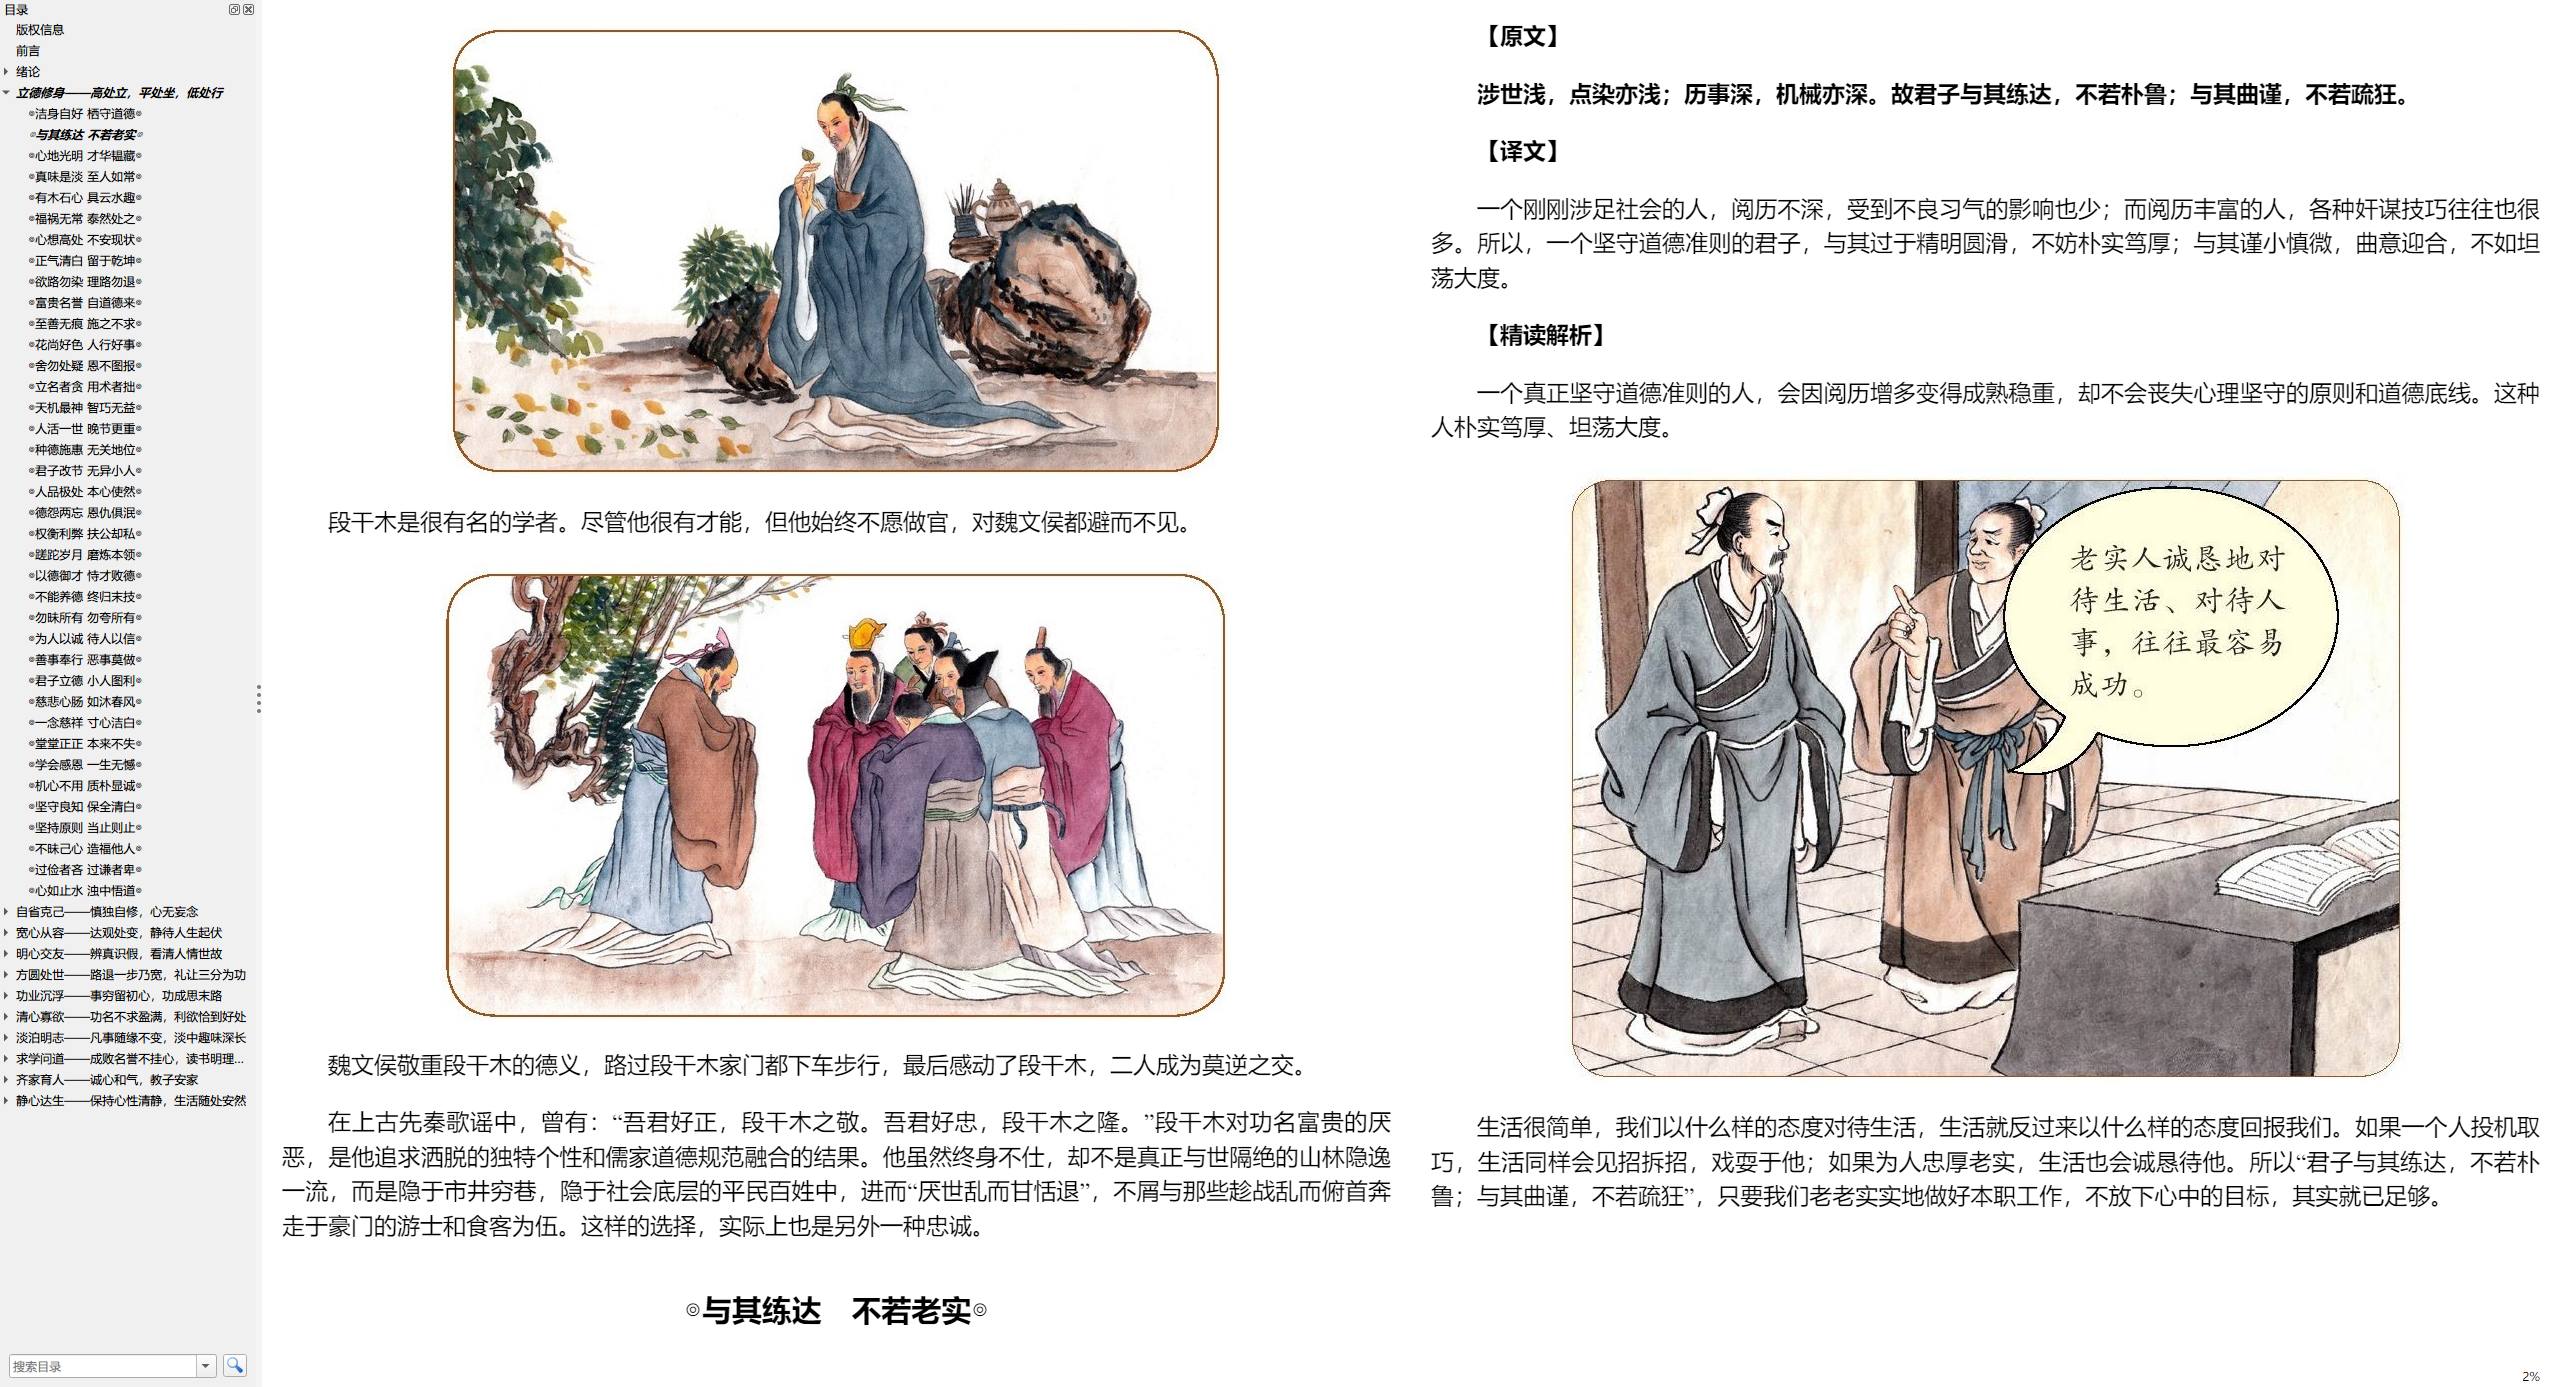 目录
版权信息
前言
绪论
立德修身——高处立，平处坐，低处行
◎洁身自好 栖守道德◎
◎与其练达 不若老实◎
◎心地光明 才华韫藏◎
◎真味是淡 至人如常◎
◎有木石心 具云水趣◎
◎福祸无常 泰然处之◎
◎心想高处 不安现状◎
◎正气清白 留于乾坤◎
◎欲路勿染 理路勿退◎
◎富贵名誉 自道德来◎
◎至善无痕 施之不求◎
◎花尚好色 人行好事◎
◎舍勿处疑 恩不图报◎
◎立名者贪 用术者拙◎
◎天机最神 智巧无益◎
◎人活一世 晚节更重◎
◎种德施惠 无关地位◎
◎君子改节 无异小人◎
◎人品极处 本心使然◎
◎德怨两忘 恩仇俱泯◎
◎权衡利弊 扶公却私◎
◎蹉跎岁月 磨炼本领◎
◎以德御才 恃才败德◎
◎不能养德 终归末技◎
◎勿昧所有 勿夸所有◎
◎为人以诚 待人以信◎
◎善事奉行 恶事莫做◎
◎君子立德 小人图利◎
◎慈悲心肠 如沐春风◎
◎一念慈祥 寸心洁白◎
◎堂堂正正 本来不失◎
◎学会感恩 一生无憾◎
◎机心不用 质朴显诚◎
◎坚守良知 保全清白◎
◎坚持原则 当止则止◎
◎不昧己心 造福他人◎
◎过俭者吝 过谦者卑◎
◎心如止水 浊中悟道◎
自省克己——慎独自修，心无妄念
宽心从容——达观处变，静待人生起伏
明心交友——辨真识假，看清人情世故
方圆处世——路退一步乃宽，礼让三分为功
功业沉浮——事穷留初心，功成思末路
清心寡欲——功名不求盈满，利欲恰到好处
淡泊明志——凡事随缘不变，淡中趣味深长
求学问道——成败名誉不挂心，读书明理...
齐家育人——诚心和气，教子安家
静心达生——保持心性清静，生活随处安然
搜索目录
段干木是很有名的学者。尽管他很有才能，但他始终不愿做官，对魏文侯都避而不见。
魏文侯敬重段干木的德义，路过段干木家门都下车步行，最后感动了段干木，二人成为莫逆之交。
在上古先秦歌谣中，曾有：“吾君好正，段干木之敬。吾君好忠，段干木之隆。”段干木对功名富贵的厌
恶，是他追求洒脱的独特个性和儒家道德规范融合的结果。他虽然终身不仕，却不是真正与世隔绝的山林隐逸
一流，而是隐于市井穷巷，隐于社会底层的平民百姓中，进而“厌世乱而甘恬退”，不屑与那些趁战乱而俯首奔
走于豪门的游士和食客为伍。这样的选择，实际上也是另外一种忠诚。
◎与其练达 不若老实◎
【原文】
涉世浅，点染亦浅；历事深，机械亦深。故君子与其练达，不若朴鲁；与其曲谨，不若疏狂。
【译文】
一个刚刚涉足社会的人，阅历不深，受到不良习气的影响也少；而阅历丰富的人，各种奸谋技巧往往也很
多。所以，一个坚守道德准则的君子，与其过于精明圆滑，不妨朴实笃厚；与其谨小慎微，曲意迎合，不如坦
荡大度。
【精读解析】
一个真正坚守道德准则的人，会因阅历增多变得成熟稳重，却不会丧失心理坚守的原则和道德底线。这种
人朴实笃厚、坦荡大度。
老实人诚恳地对
待生活、对待人
事，往往最容易
成功。
生活很简单，我们以什么样的态度对待生活，生活就反过来以什么样的态度回报我们。如果一个人投机取
巧，生活同样会见招拆招，戏耍于他；如果为人忠厚老实，生活也会诚恳待他。所以“君子与其练达，不若朴
鲁；与其曲谨，不若疏狂”，只要我们老老实实地做好本职工作，不放下心中的目标，其实就已足够。
2%